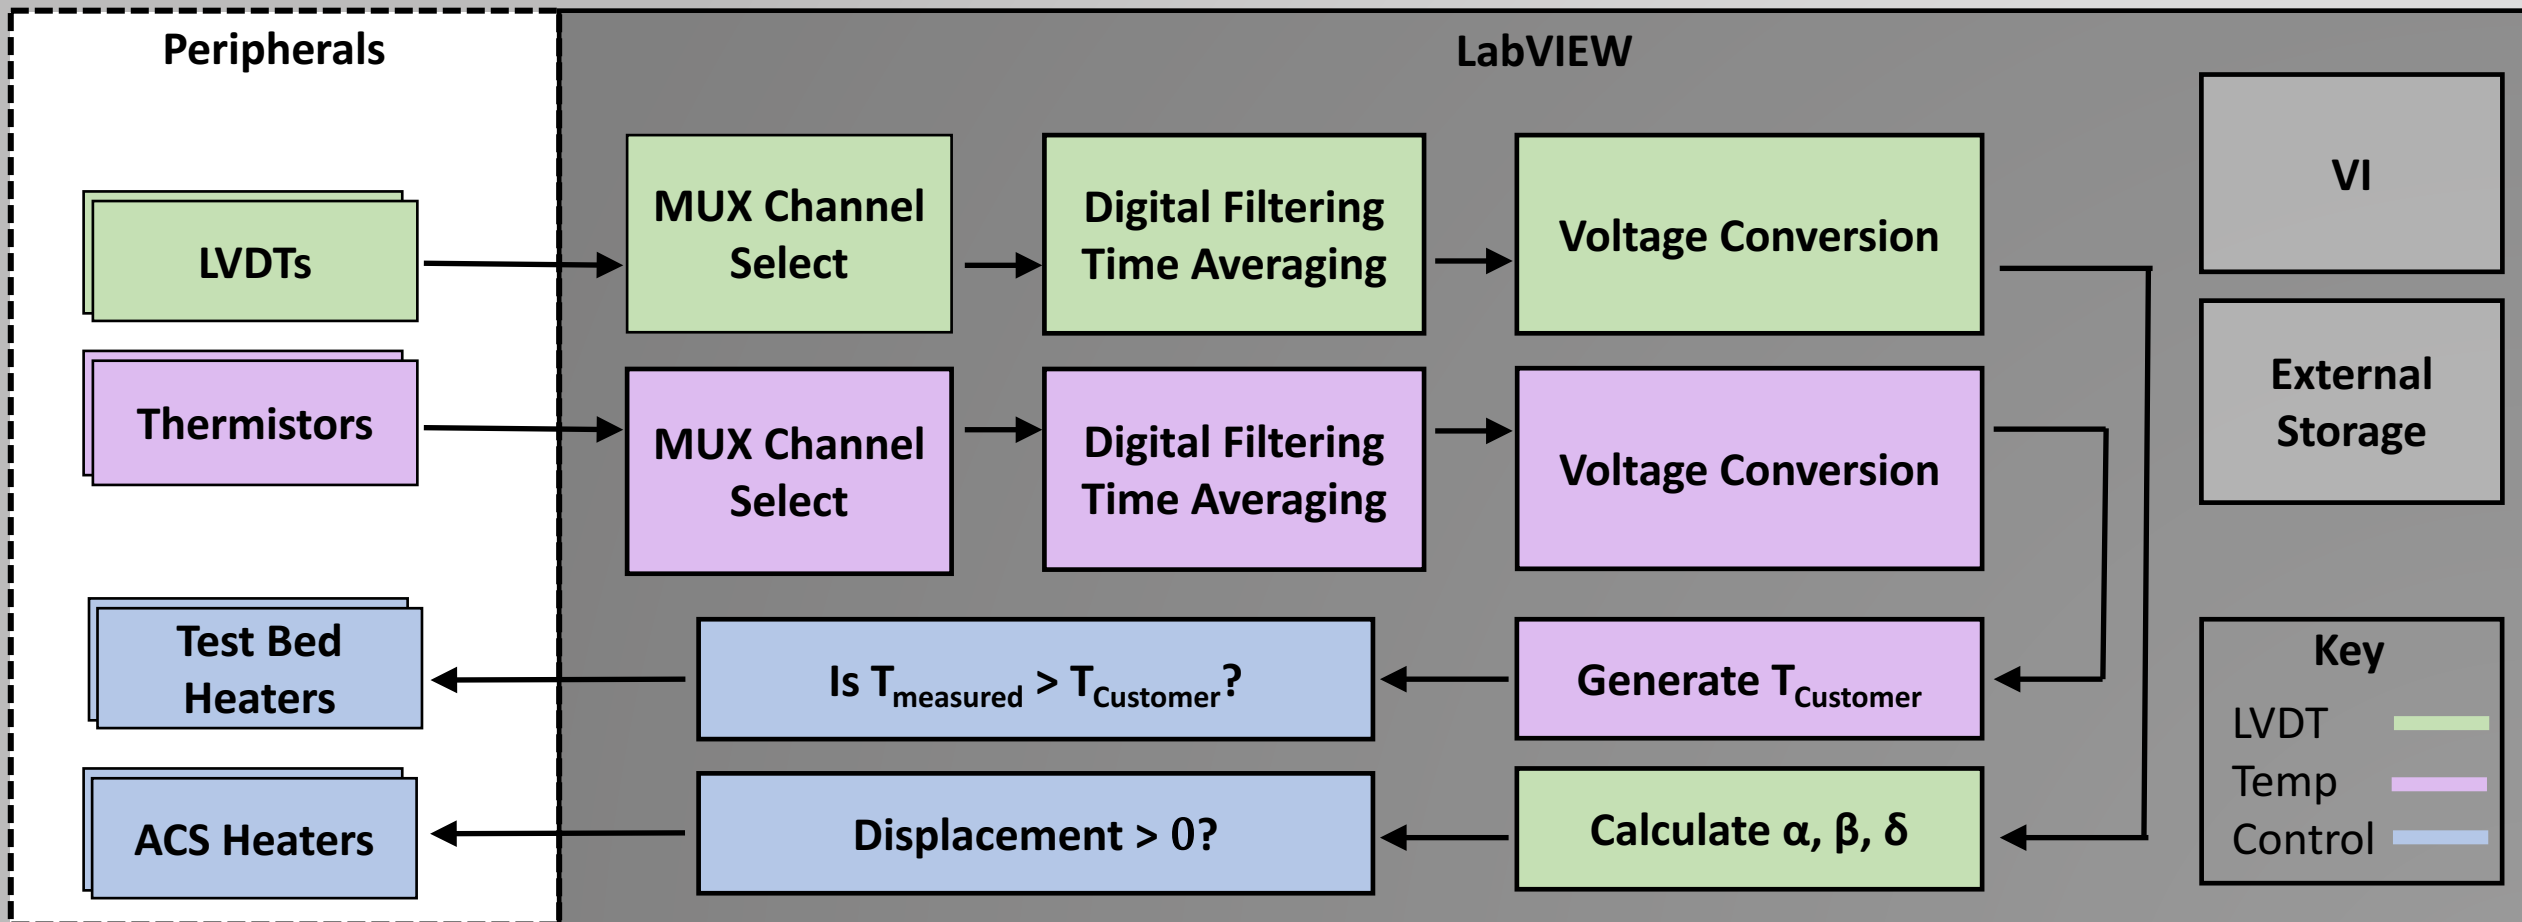 Peripherals
LabVIEW
LVDTs
MUX Channel
Select
Digital Filtering
Time Averaging
Voltage Conversion
VI
Thermistors
MUX Channel
Select
Digital Filtering
Time Averaging
Voltage Conversion
External
Storage
Test Bed
Heaters
Is Tmeasured > TCustomer?
Generate TCustomer
ACS Heaters
Displacement > 0?
Calculate α, β, δ
Key
LVDT
Temp
Control